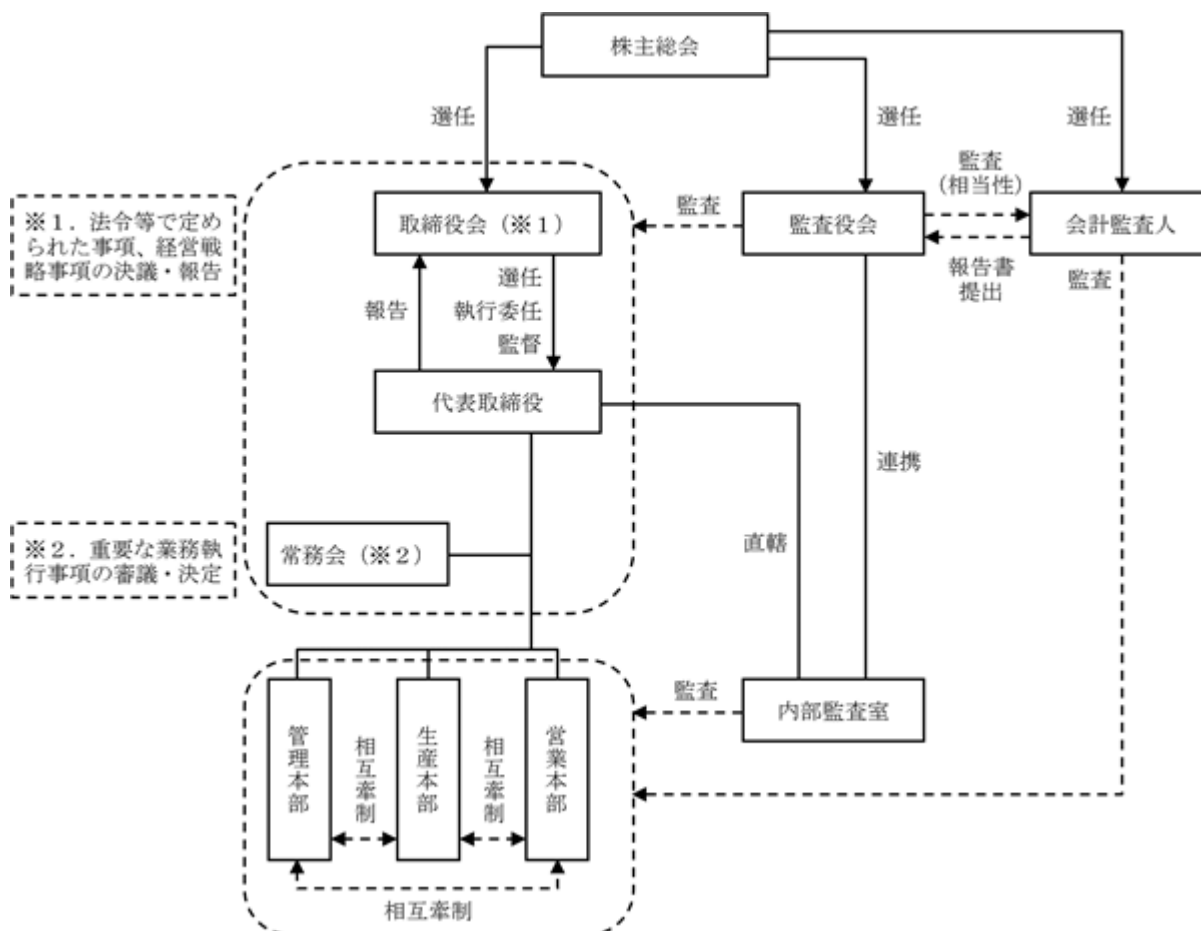 株主総会
選任
選任
選任
監査
(相当性)
※1．法令等で定め
られた事項、経営戦
略事項の決議・報告
取締役会（※1）
監査
監査役会
会計監査人
報告書
提出
監査
報告
選任
執行委任
監督
代表取締役
連携
直轄
※2．重要な業務執
行事項の審議・決定
常務会（※2）
監査
内部監査室
管理本部
相互牽制
生産本部
相互牽制
営業本部
相互牽制